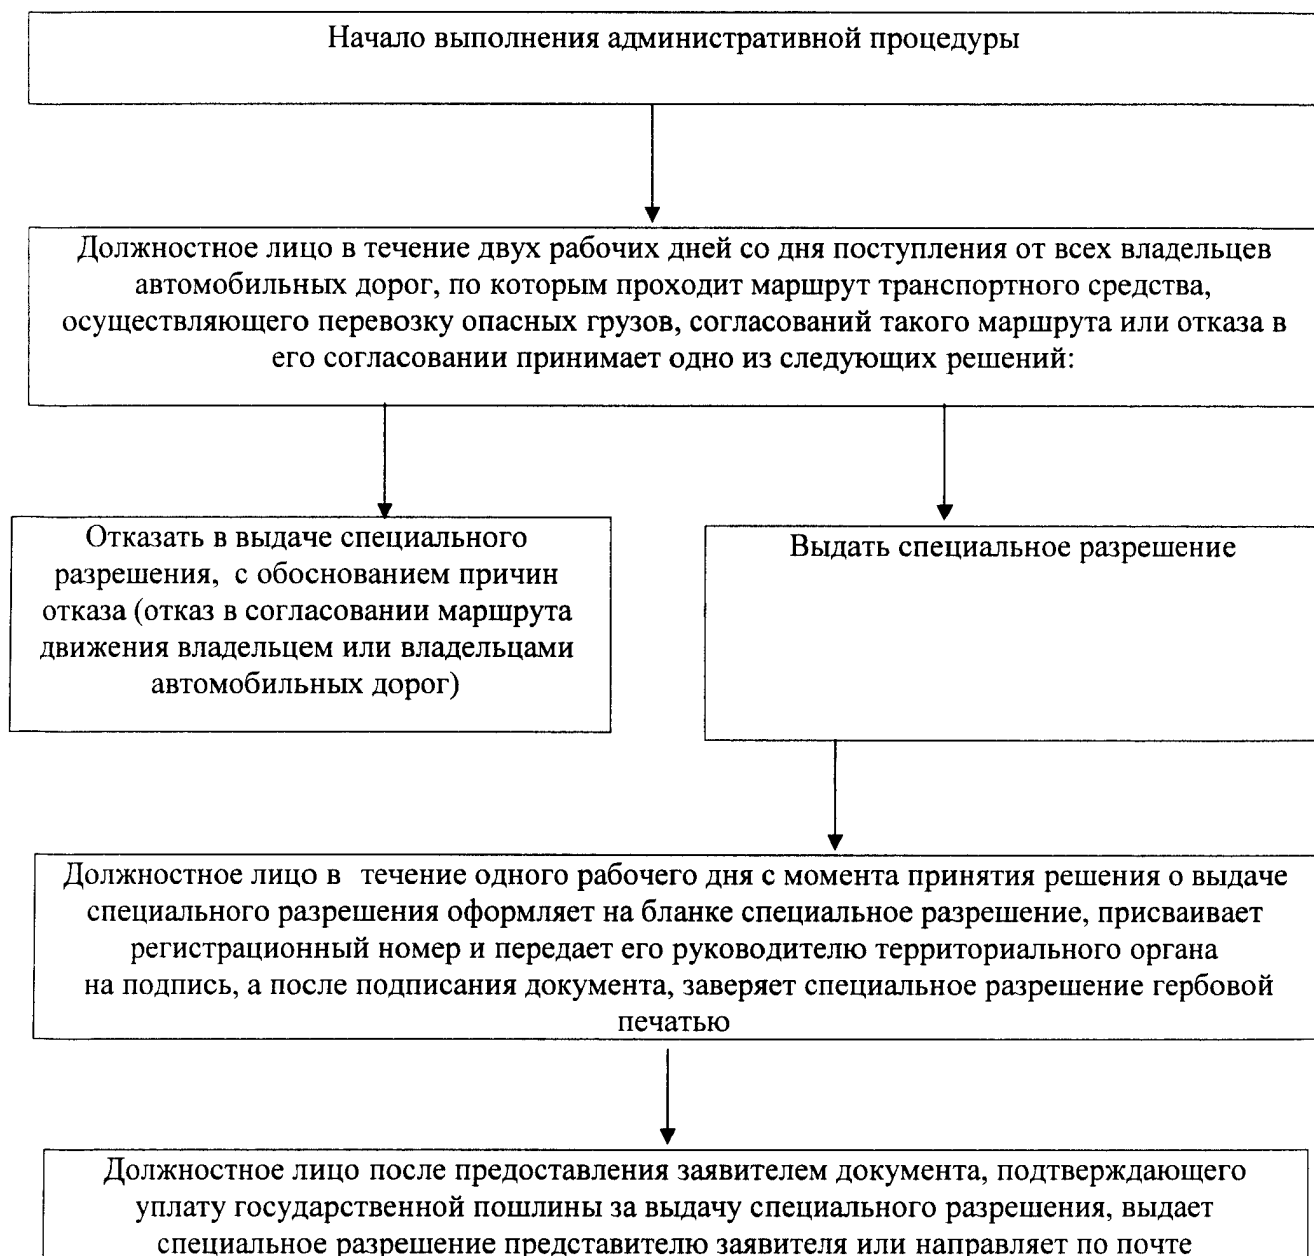 Начало выполнения административной процедуры
Должностное лицо в течение двух рабочих дней со дня поступления от всех владельцев
автомобильных дорог, по которым проходит маршрут транспортного средства,
осуществляющего перевозку опасных грузов, согласований такого маршрута или отказа в
его согласовании принимает одно из следующих решений:
Отказать в выдаче специального
разрешения, с обоснованием причин
отказа (отказ в согласовании маршрута
движения владельцем или владельцами
автомобильных дорог)
Выдать специальное разрешение
Должностное лицо в течение одного рабочего дня с момента принятия решения о выдаче
специального разрешения оформляет на бланке специальное разрешение, присваивает
регистрационный номер и передает его руководителю территориального органа
на подпись, а после подписания документа, заверяет специальное разрешение гербовой
печатью
Должностное лицо после предоставления заявителем документа, подтверждающего
уплату государственной пошлины за выдачу специального разрешения, выдает
специальное разрешение представителю заявителя или направляет по почте